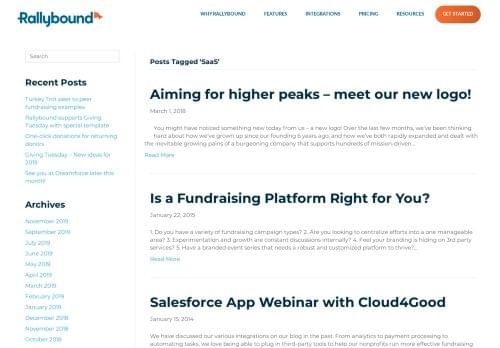 Rallybound
WHY RALLYBOUND
FEATURES
INTEGRATIONS
PRICING
RESOURCES
GET STARTED
Search
Recent Posts
Turkey Trot peer to peer
fundraising examples
Rallybound supports Giving
Tuesday with special template
One-click donations for returning
donors
Giving Tuesday – New ideas for
2019
See you at Dreamforce later this
month!
Archives
November 2019
September 2019
July 2019
June 2019
May 2019
April 2019
March 2019
February 2019
January 2019
December 2018
November 2018
October 2018
Posts Tagged ‘SaaS’
Aiming for higher peaks – meet our new logo!
March 1, 2018
You might have noticed something new today from us – a new logo! Over the last few months, we've been thinking
hard about how we've grown up since our founding 6 years ago, and how we've both rapidly expanded and dealt with
the inevitable growing pains of a burgeoning company that supports hundreds of mission driven...
Read More
Is a Fundraising Platform Right for You?
January 22, 2015
1. Do you have a variety of fundraising campaign types? 2. Are you looking to centralize efforts into a one manageable
area? 3. Experimentation and growth are constant discussions internally? 4. Feel your branding is hiding on 3rd party
services? 5. Have a branded event series that needs a robust and customized platform to thrive?...
Read More
Salesforce App Webinar with Cloud4Good
January 15, 2014
We have discussed our various integrations on our blog in the past. From analytics to payment processing to
automating tasks, we love being able to plug in third-party tools to help our nonprofits run more effective fundraising